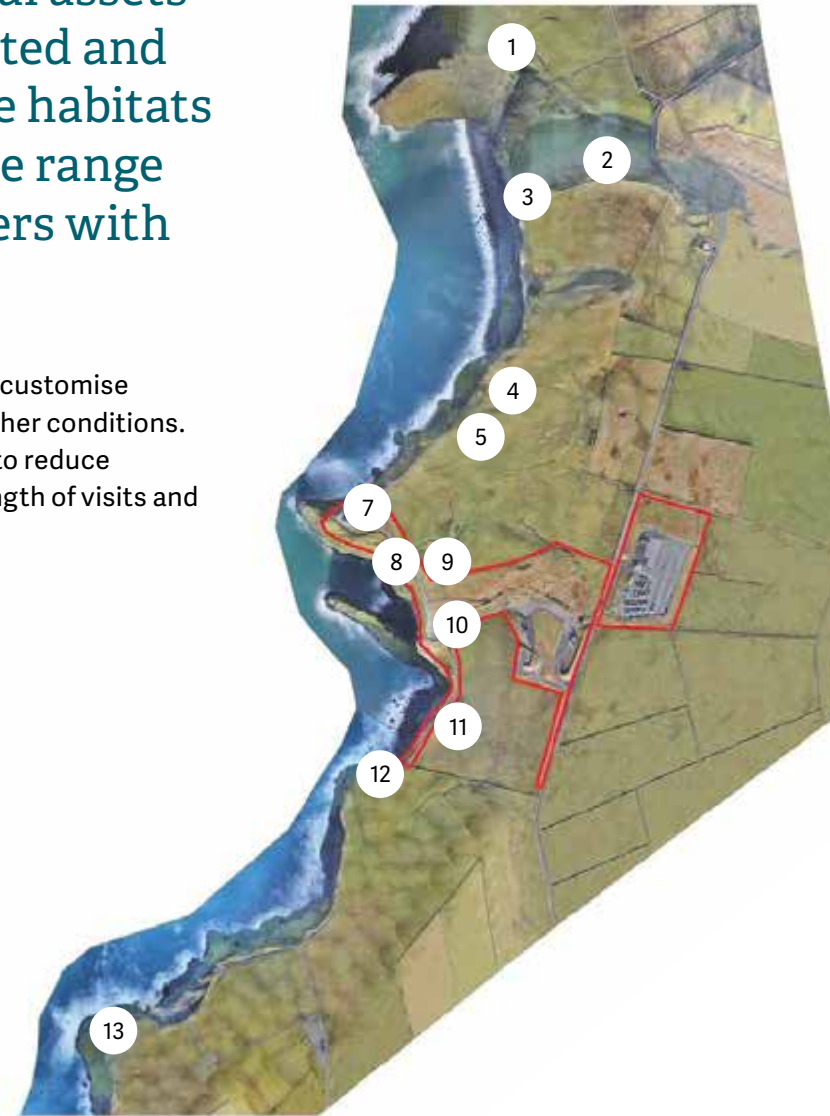 ted and
e habitats
e range
ers with
customise
her conditions.
to reduce
ngth of visits and
1
2
3
4
5
7
8
9
10
11
12
13